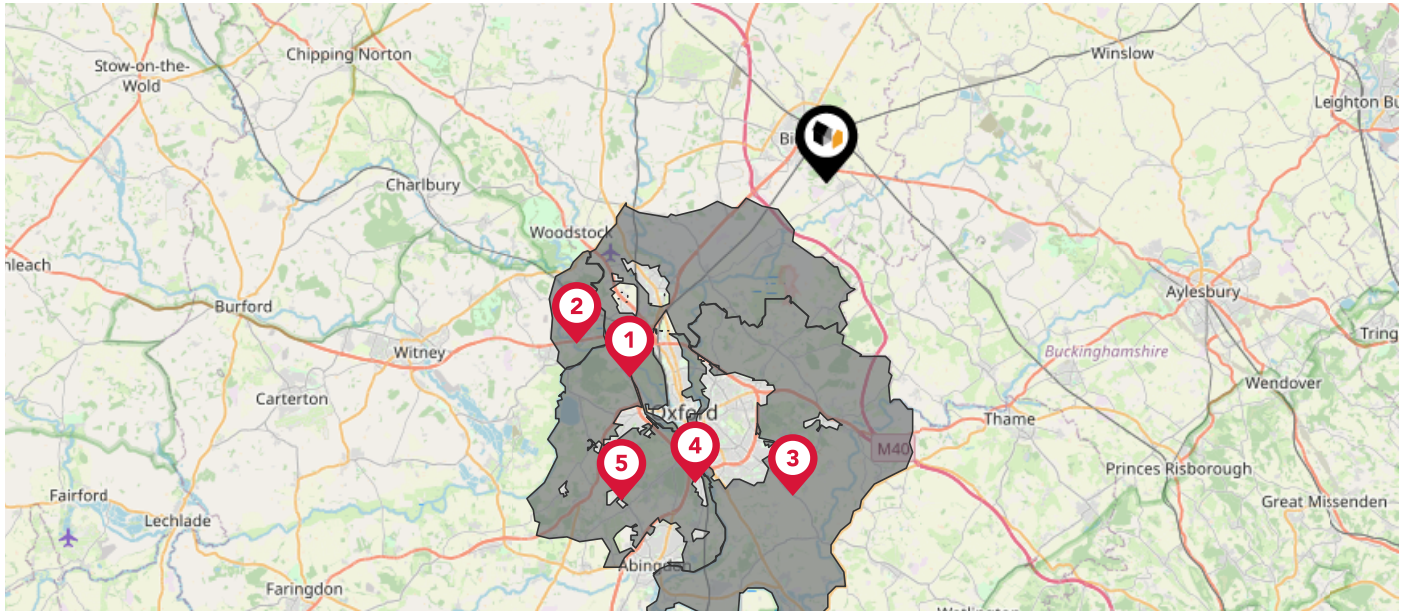 Chipping Norton
Winslow
Stow-on-the-
Wold
Leighton Bu
Bi
Charlbury
Woodstock
nleach
Aylesbury
Burford
2
Tring
1
Witney
Buckinghamshire
Wendover
Carterton
Oxford
Thame
4
M40
3
5
Princes Risborough
Fairford
Great Missenden
Lechlade
Abingdon
Faringdon